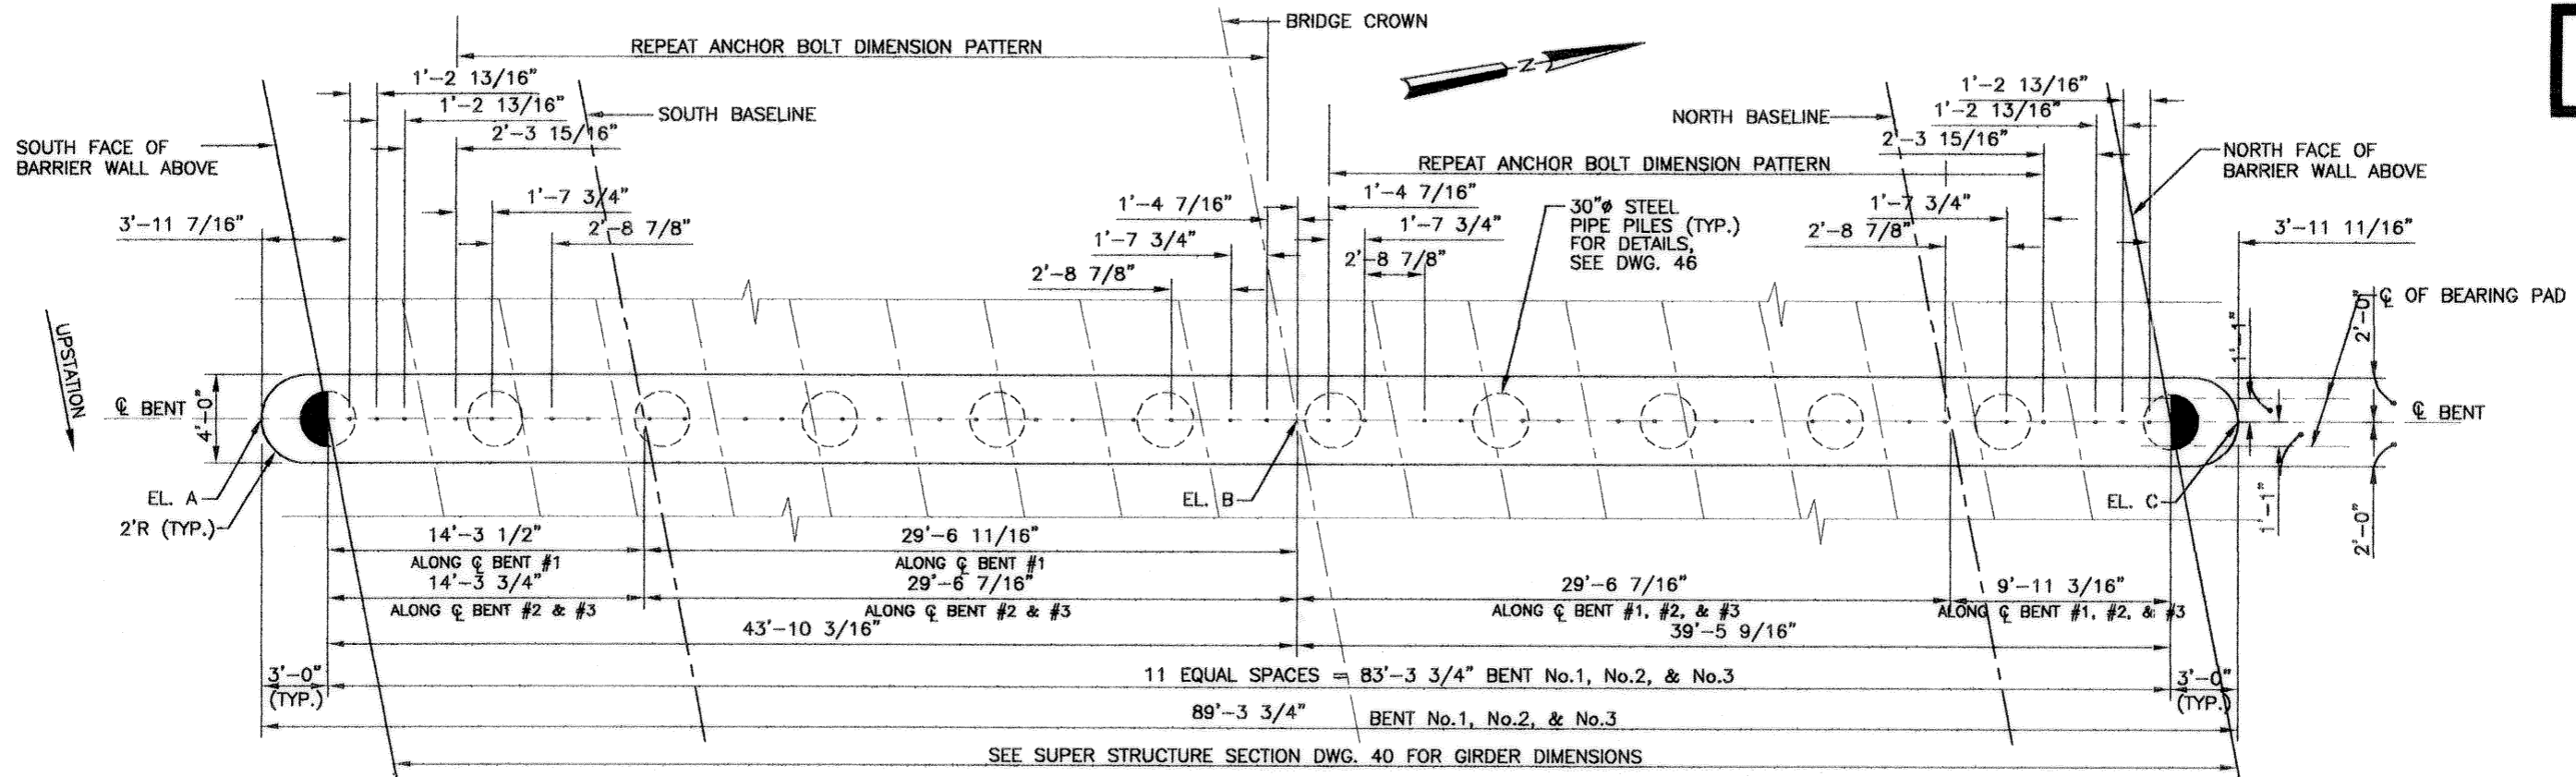 BRIDGE CROWN
REPEAT ANCHOR BOLT DIMENSION PATTERN
N
1'-2 13/16"
1'-2 13/16"
2'-3 15/16"
SOUTH BASELINE
SOUTH FACE OF
BARRIER WALL ABOVE
3'-11 7/16"
1'-7 3/4"
2'-8 7/8"
1'-4 7/16"
1'-7 3/4"
2'-8 7/8"
REPEAT ANCHOR BOLT DIMENSION PATTERN
1'-4 7/16"
1'-7 3/4"
2'-8 7/8"
30"ø STEEL
PIPE PILES (TYP.)
FOR DETAILS,
SEE DWG. 46
NORTH BASELINE
1'-2 13/16"
1'-2 13/16"
2'-3 15/16"
1'-7 3/4"
2'-8 7/8"
NORTH FACE OF
BARRIER WALL ABOVE
3'-11 11/16"
℄ OF BEARING PAD
UPSTATION
℄ BENT
4'-0"
1'-1"
2'-0"
℄ BENT
EL. A
2'R (TYP.)
EL. B
EL. C
1'-1"
2'-0"
14'-3 1/2"
ALONG ℄ BENT #1
14'-3 3/4"
ALONG ℄ BENT #2 & #3
29'-6 11/16"
ALONG ℄ BENT #1
29'-6 7/16"
ALONG ℄ BENT #2 & #3
29'-6 7/16"
ALONG ℄ BENT #1, #2, & #3
9'-11 3/16"
ALONG ℄ BENT #1, #2, & #3
43'-10 3/16"
39'-5 9/16"
3'-0"
(TYP.)
11 EQUAL SPACES = 83'-3 3/4" BENT No.1, No.2, & No.3
3'-0"
(TYP.)
89'-3 3/4" BENT No.1, No.2, & No.3
SEE SUPER STRUCTURE SECTION DWG. 40 FOR GIRDER DIMENSIONS